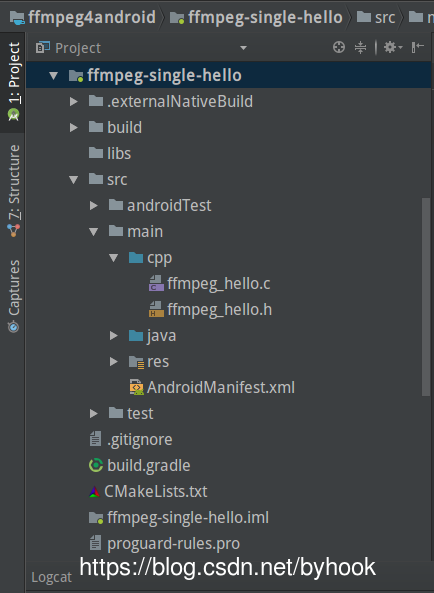 ffmpeg4android ffmpeg-single-hello src
Project
1: Project
7: Structure
Captures
ffmpeg-single-hello
.externalNativeBuild
build
libs
src
androidTest
main
cpp
ffmpeg_hello.c
ffmpeg_hello.h
java
res
AndroidManifest.xml
test
.gitignore
build.gradle
CMakeLists.txt
ffmpeg-single-hello.iml
proguard-rules.pro
Logcat
https://blog.csdn.net/byhook